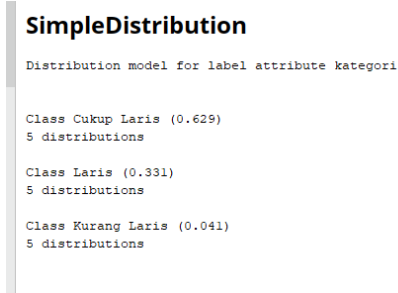 SimpleDistribution
Distribution model for label attribute kategori
Class Cukup Laris (0.629)
5 distributions
Class Laris (0.331)
5 distributions
Class Kurang Laris (0.041)
5 distributions